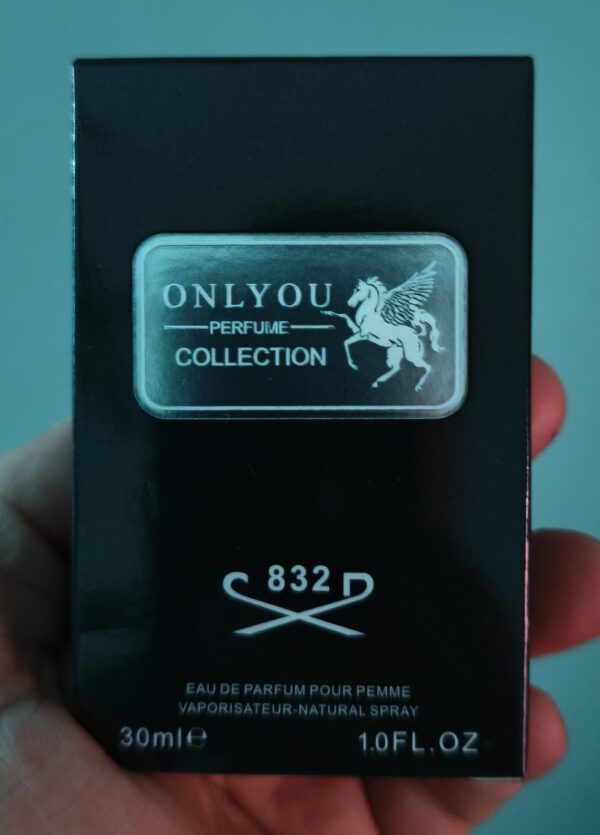 ONLYOU
PERFUME
COLLECTION
832
EAU DE PARFUM POUR PEMME
VAPORISATEUR-NATURAL SPRAY
30ml℮ 1.0FL.OZ